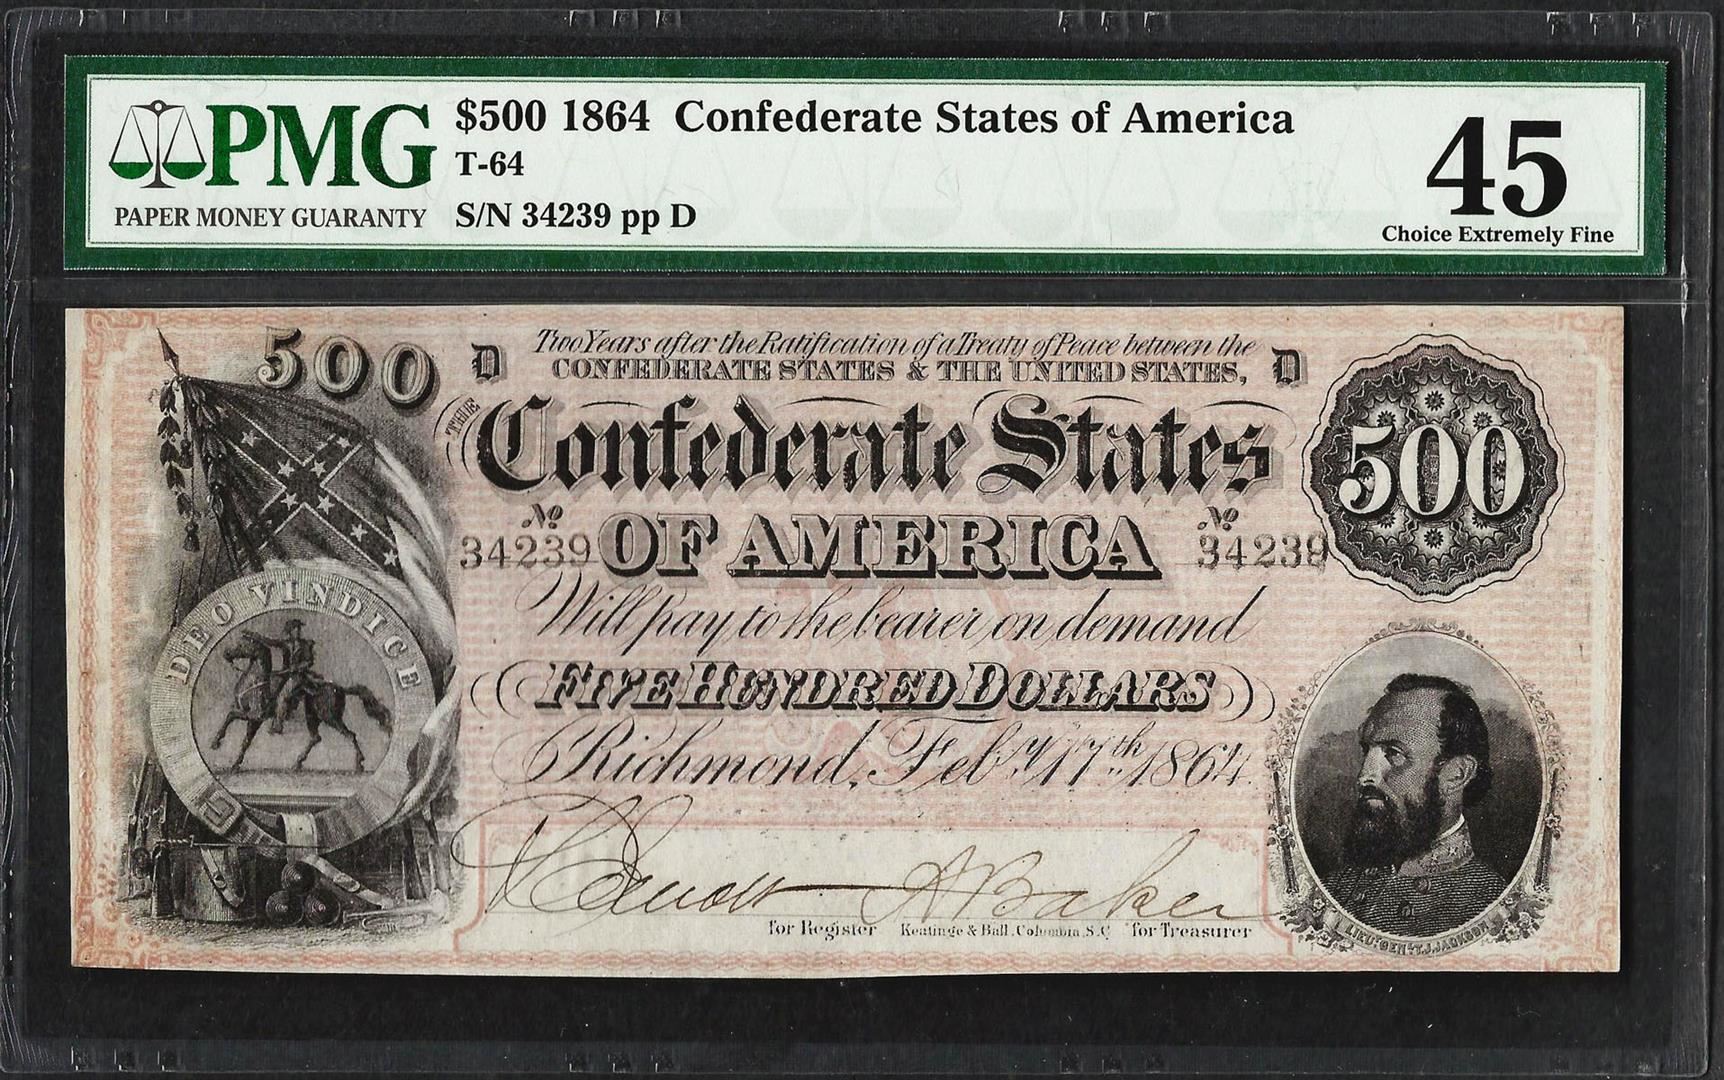 PMG
PAPER MONEY GUARANTY
$500 1864 Confederate States of America
T-64
S/N 34239 pp D
45
Choice Extremely Fine
500
D
Two Years after the Ratification of a Treaty of Peace between the
CONFEDERATE STATES & THE UNITED STATES,
D
THE
Confederate States
500
No
34239
OF AMERICA
No
34239
Will pay to the bearer on demand
DEO VINDICE
FIVE HUNDRED DOLLARS
Richmond, Feby. 17th. 1864.
A Baker
for Register
Keatinge & Ball, Columbia, S.C.
for Treasurer
LIEUT. GENL. T.J. JACKSON